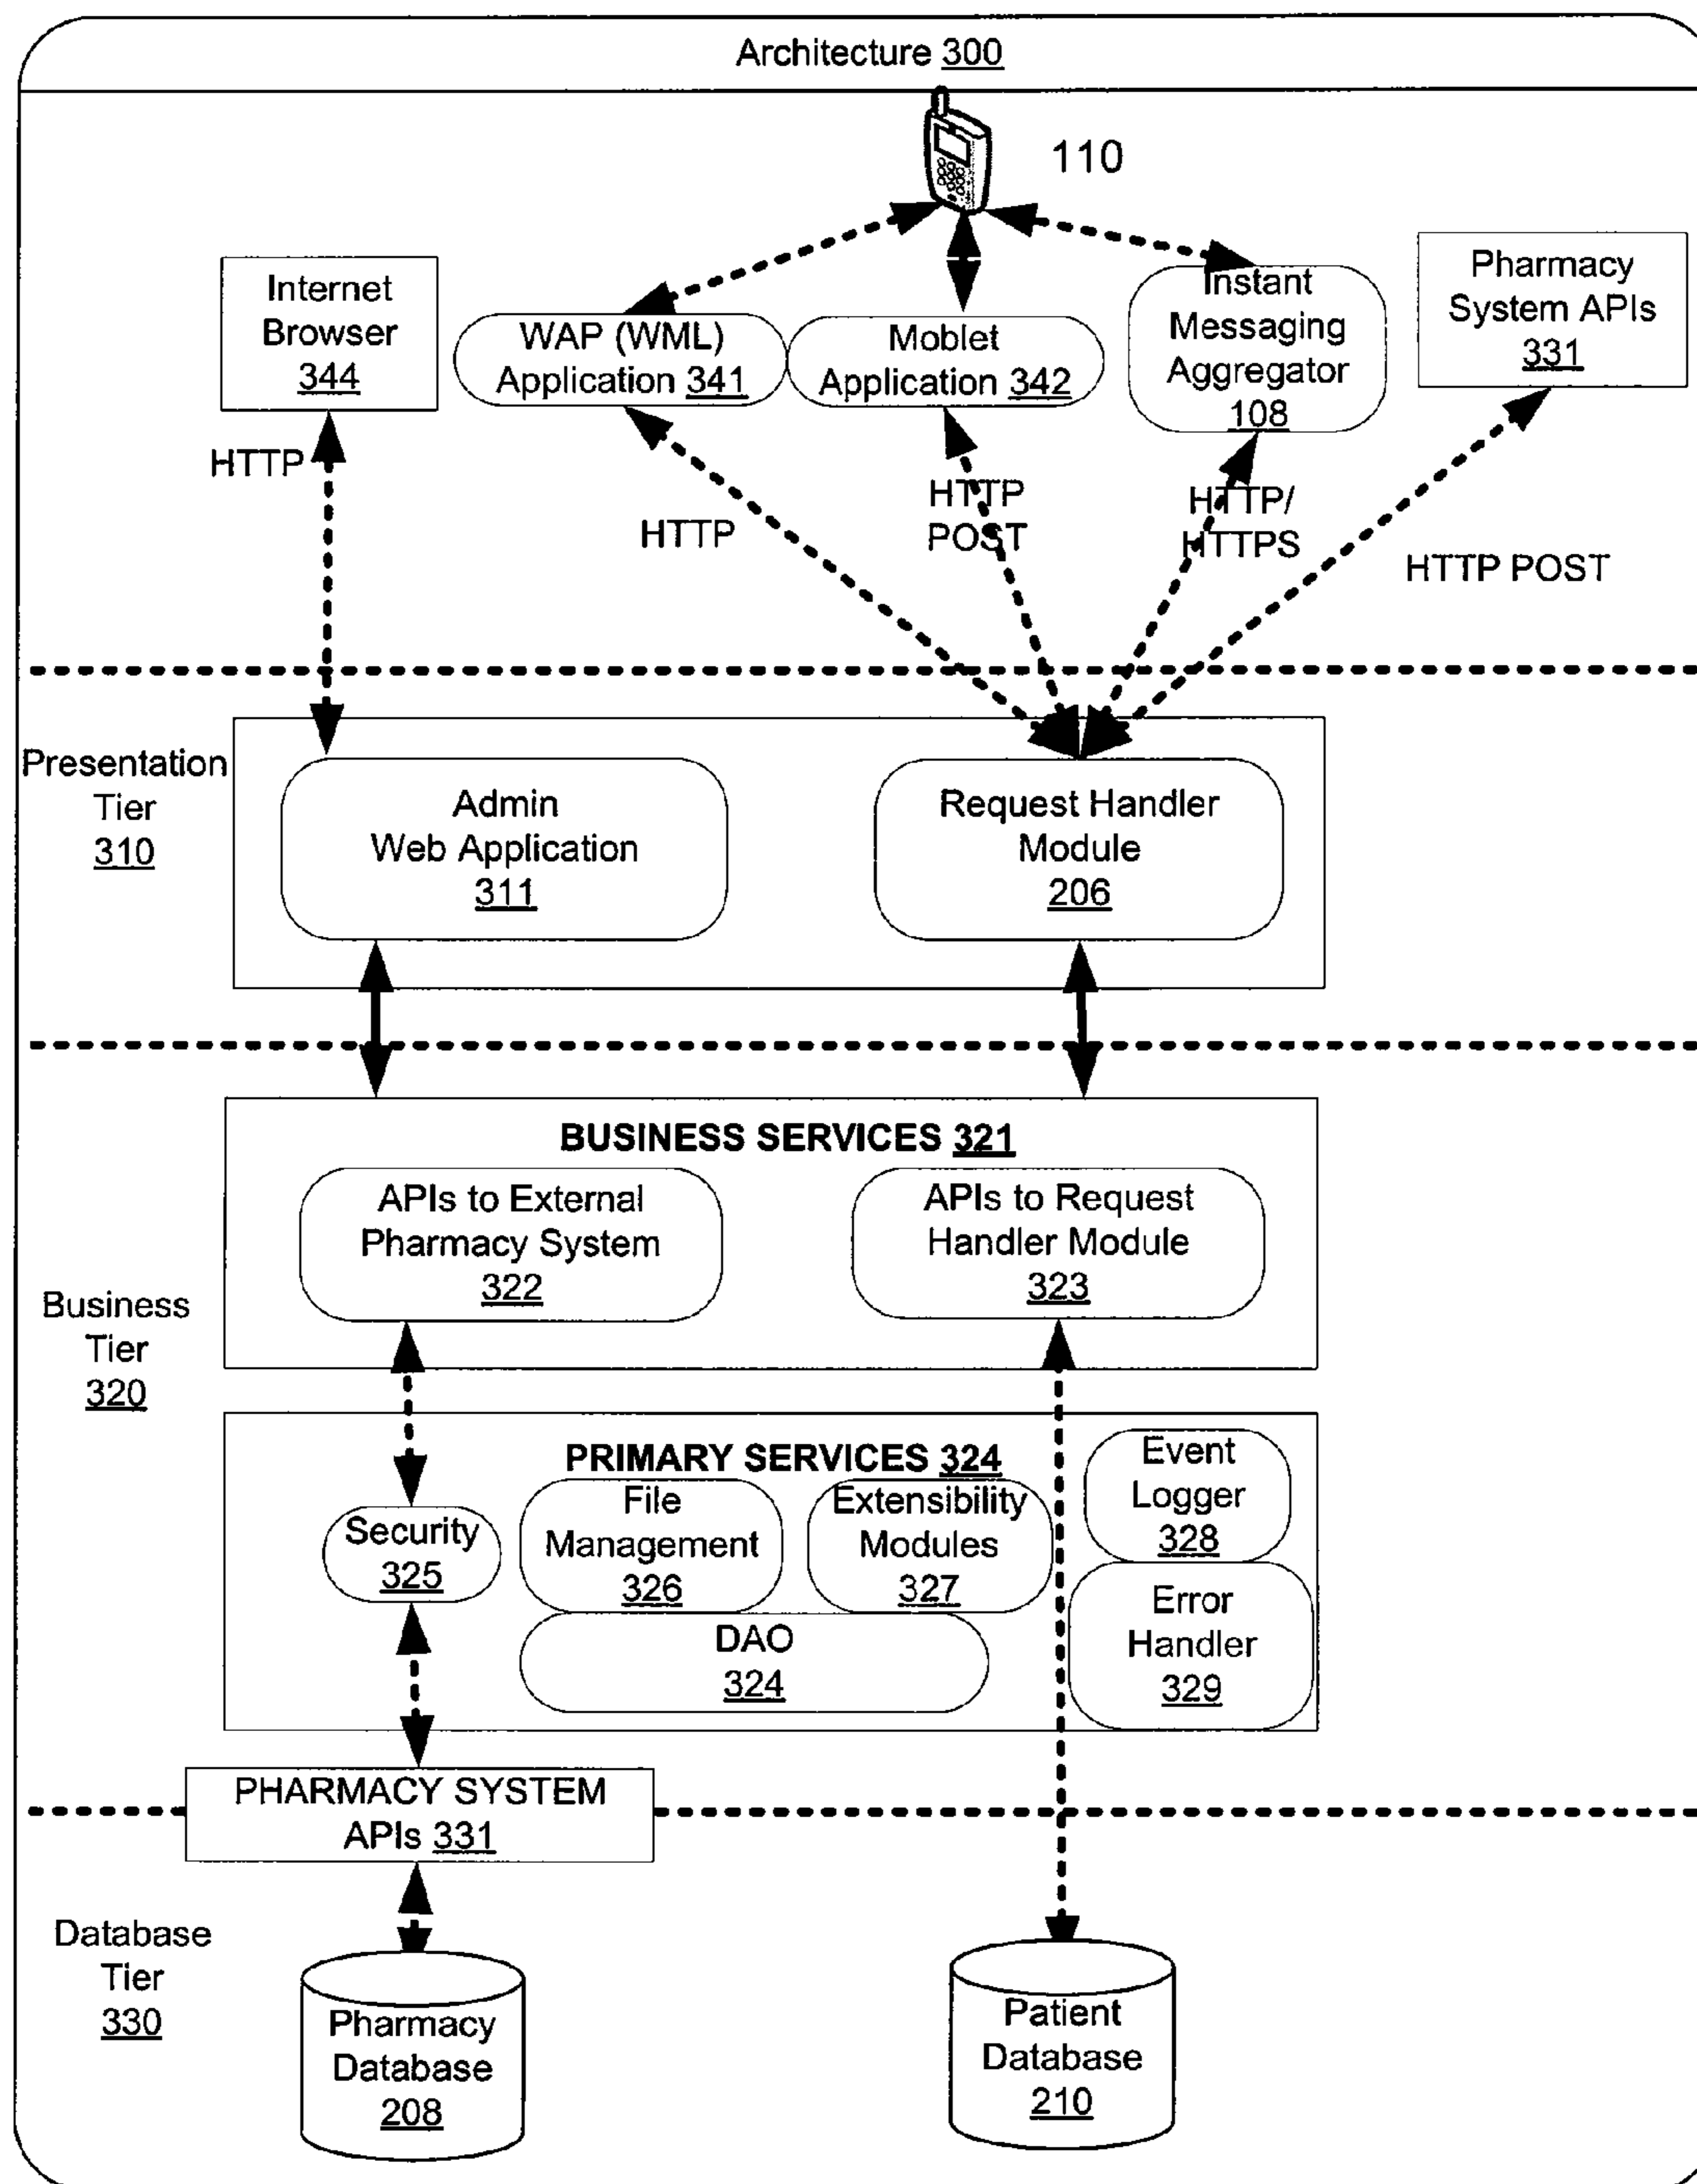 Architecture 300
110
Internet
Browser
344
WAP (WML)
Application 341
Moblet
Application 342
Instant
Messaging
Aggregator
108
Pharmacy
System APIs
331
HTTP
HTTP
HTTP
POST
HTTP/
HTTPS
HTTP POST
Presentation
Tier
310
Admin
Web Application
311
Request Handler
Module
206
Business
Tier
320
BUSINESS SERVICES 321
APIs to External
Pharmacy System
322
APIs to Request
Handler Module
323
PRIMARY SERVICES 324
Security
325
File
Management
326
Extensibility
Modules
327
Event
Logger
328
DAO
324
Error
Handler
329
PHARMACY SYSTEM
APIs 331
Database
Tier
330
Pharmacy
Database
208
Patient
Database
210